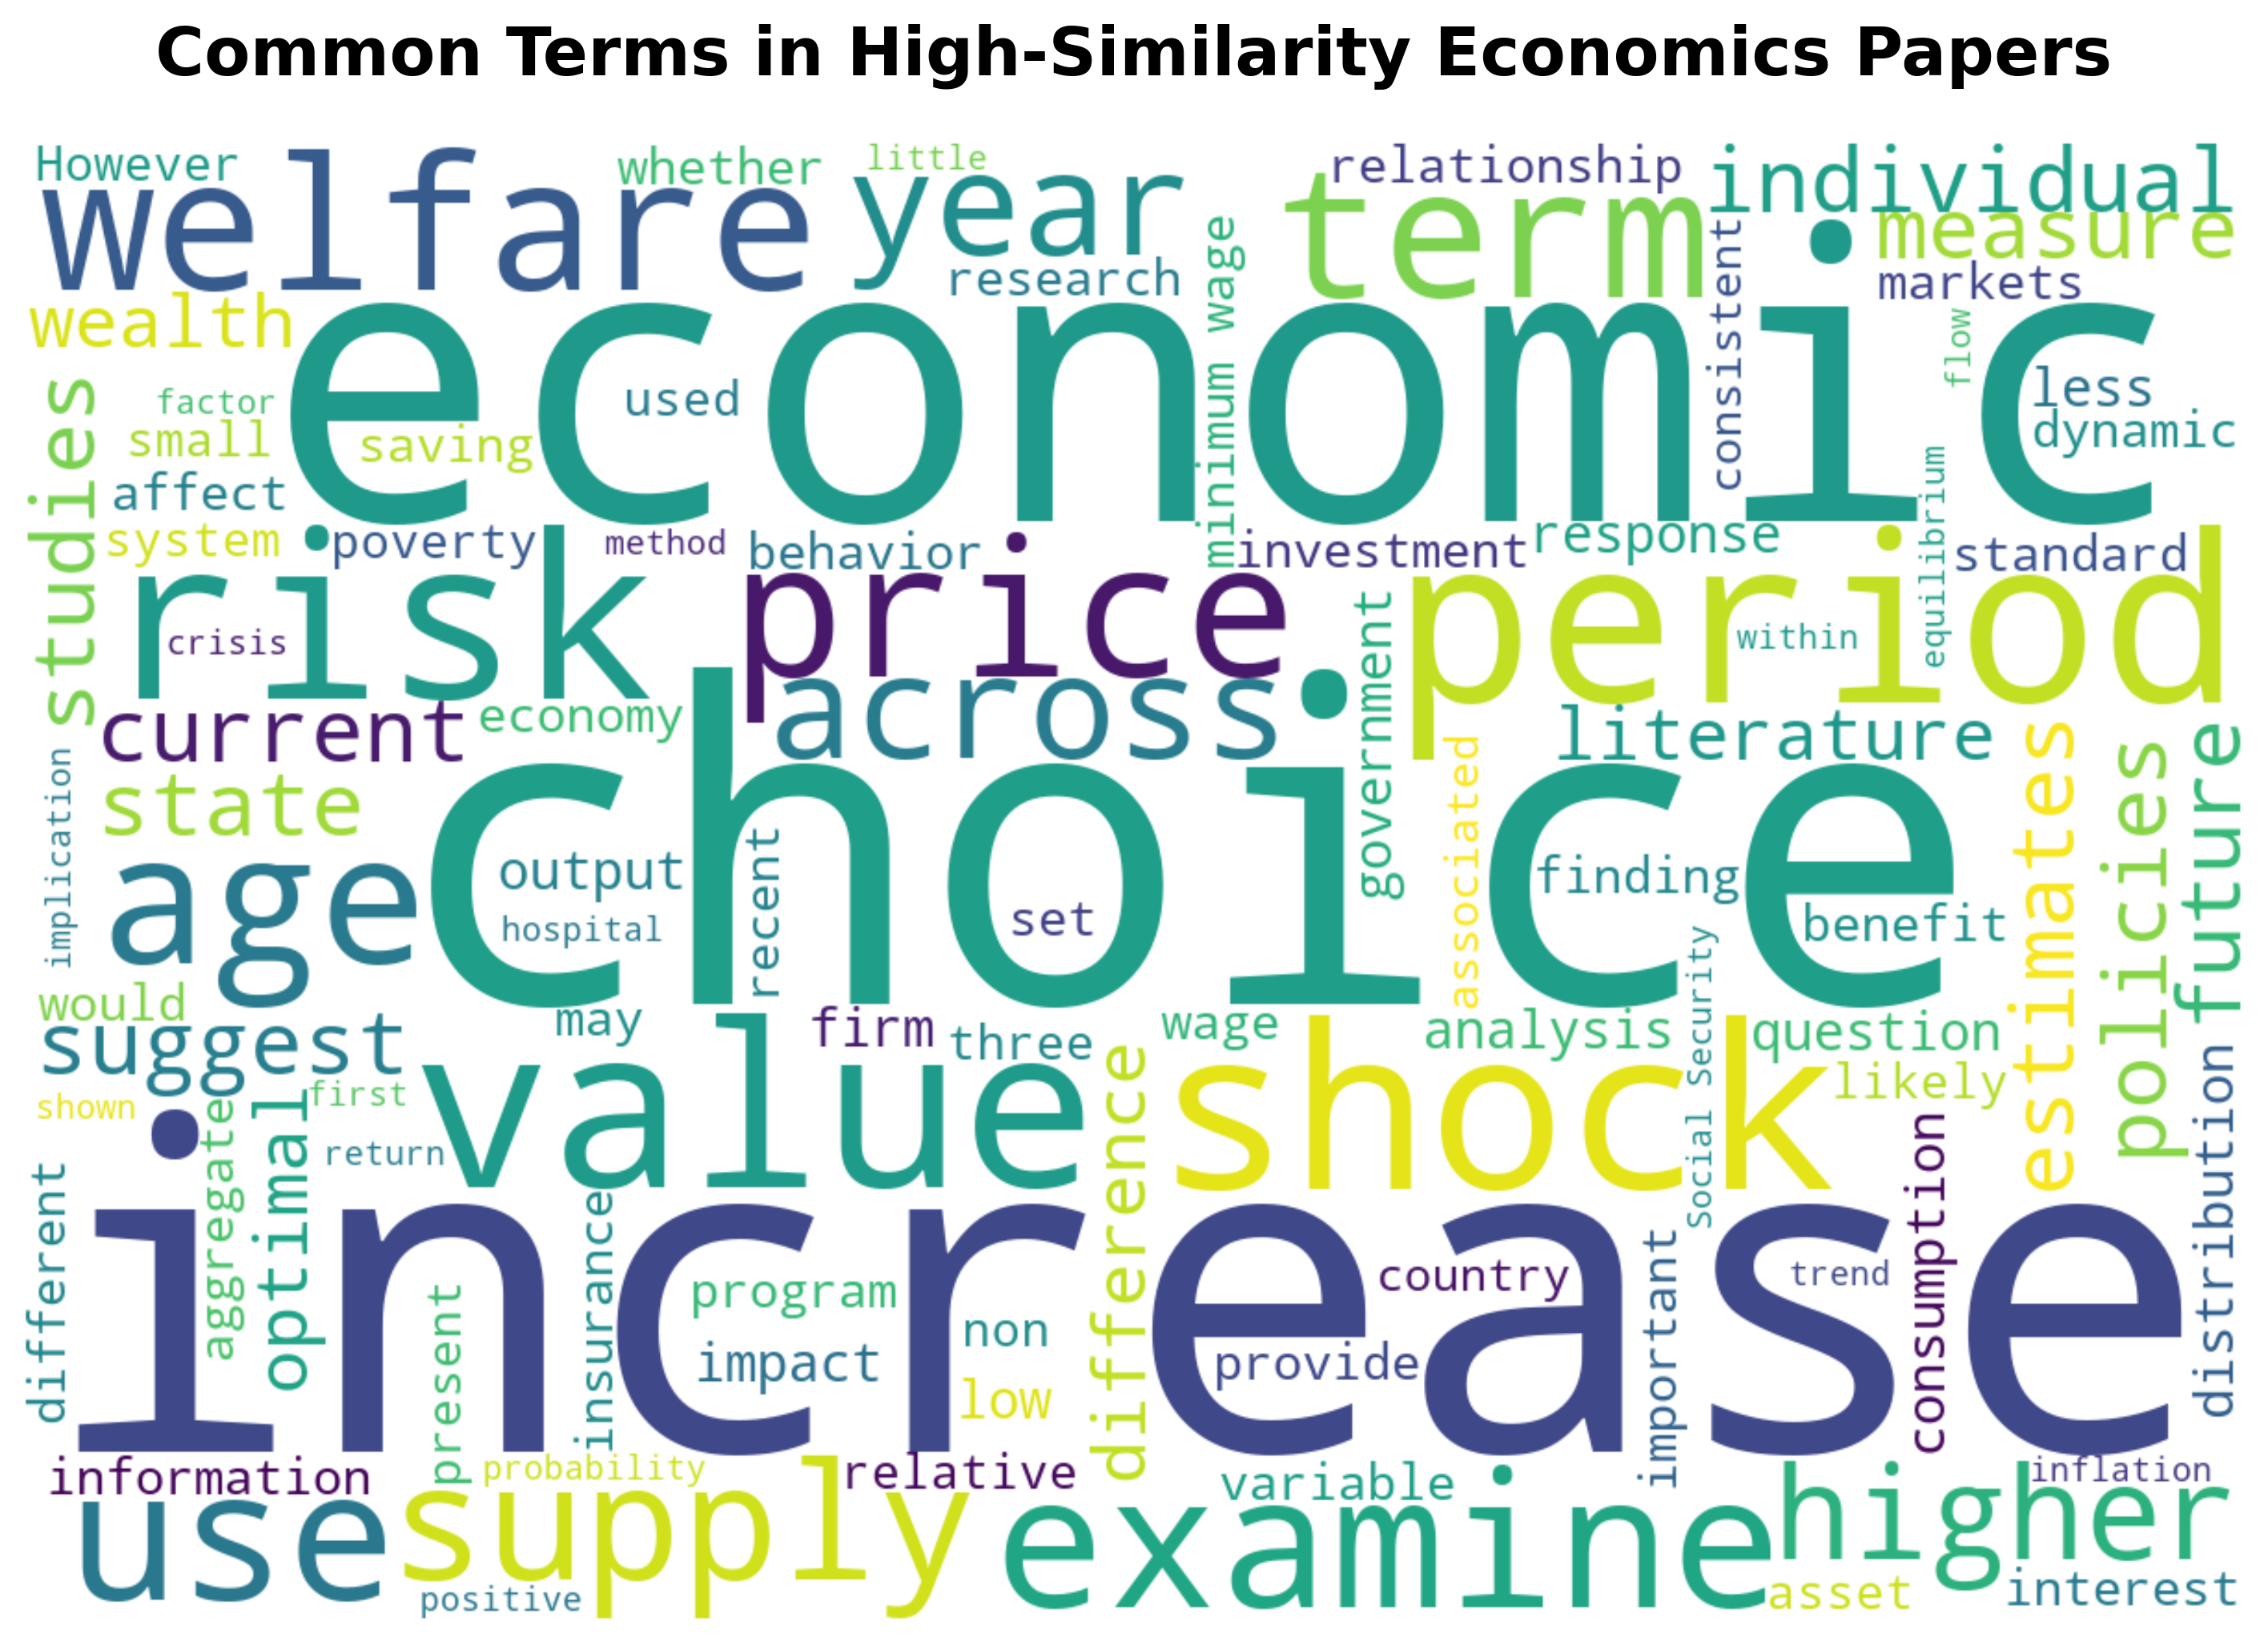 Common Terms in High-Similarity Economics Papers
However
welfare
whether
little
year
research
relationship
term
individual
measure
markets
wealth
economic
minimum wage
consistent
flow
less
dynamic
studies
factor
small
saving
used
affect
system
poverty
method
behavior
investment
response
equilibrium
standard
risk
crisis
price
period
within
government
current
economy
across
literature
estimates
policies
future
implication
state
choice
age
output
hospital
recent
set
associated
finding
benefit
Social Security
would
suggest
may
firm
three
wage
analysis
question
likely
shown
first
return
value
shock
difference
aggregate
optimal
different
increase
present
insurance
program
impact
non
low
provide
country
important
trend
consumption
distribution
information
probability
relative
variable
inflation
use
supply
positive
examine
higher
asset
interest